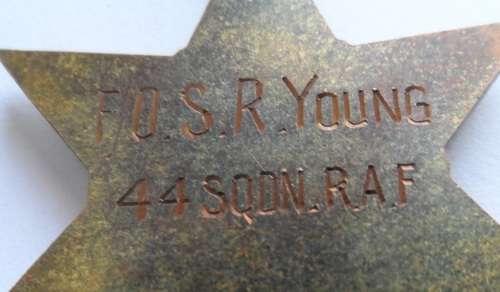 F/O. S. R. YOUNG
44 SQDN. R.A.F